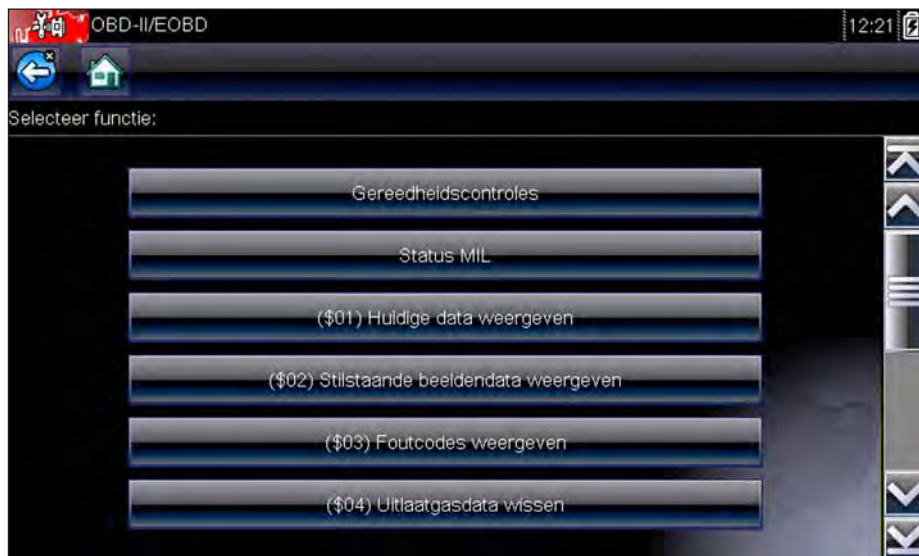 OBD-II/EOBD 12:21
Selecteer functie:
Gereedheidscontroles
Status MIL
($01) Huidige data weergeven
($02) Stilstaande beeldendata weergeven
($03) Foutcodes weergeven
($04) Uitlaatgasdata wissen